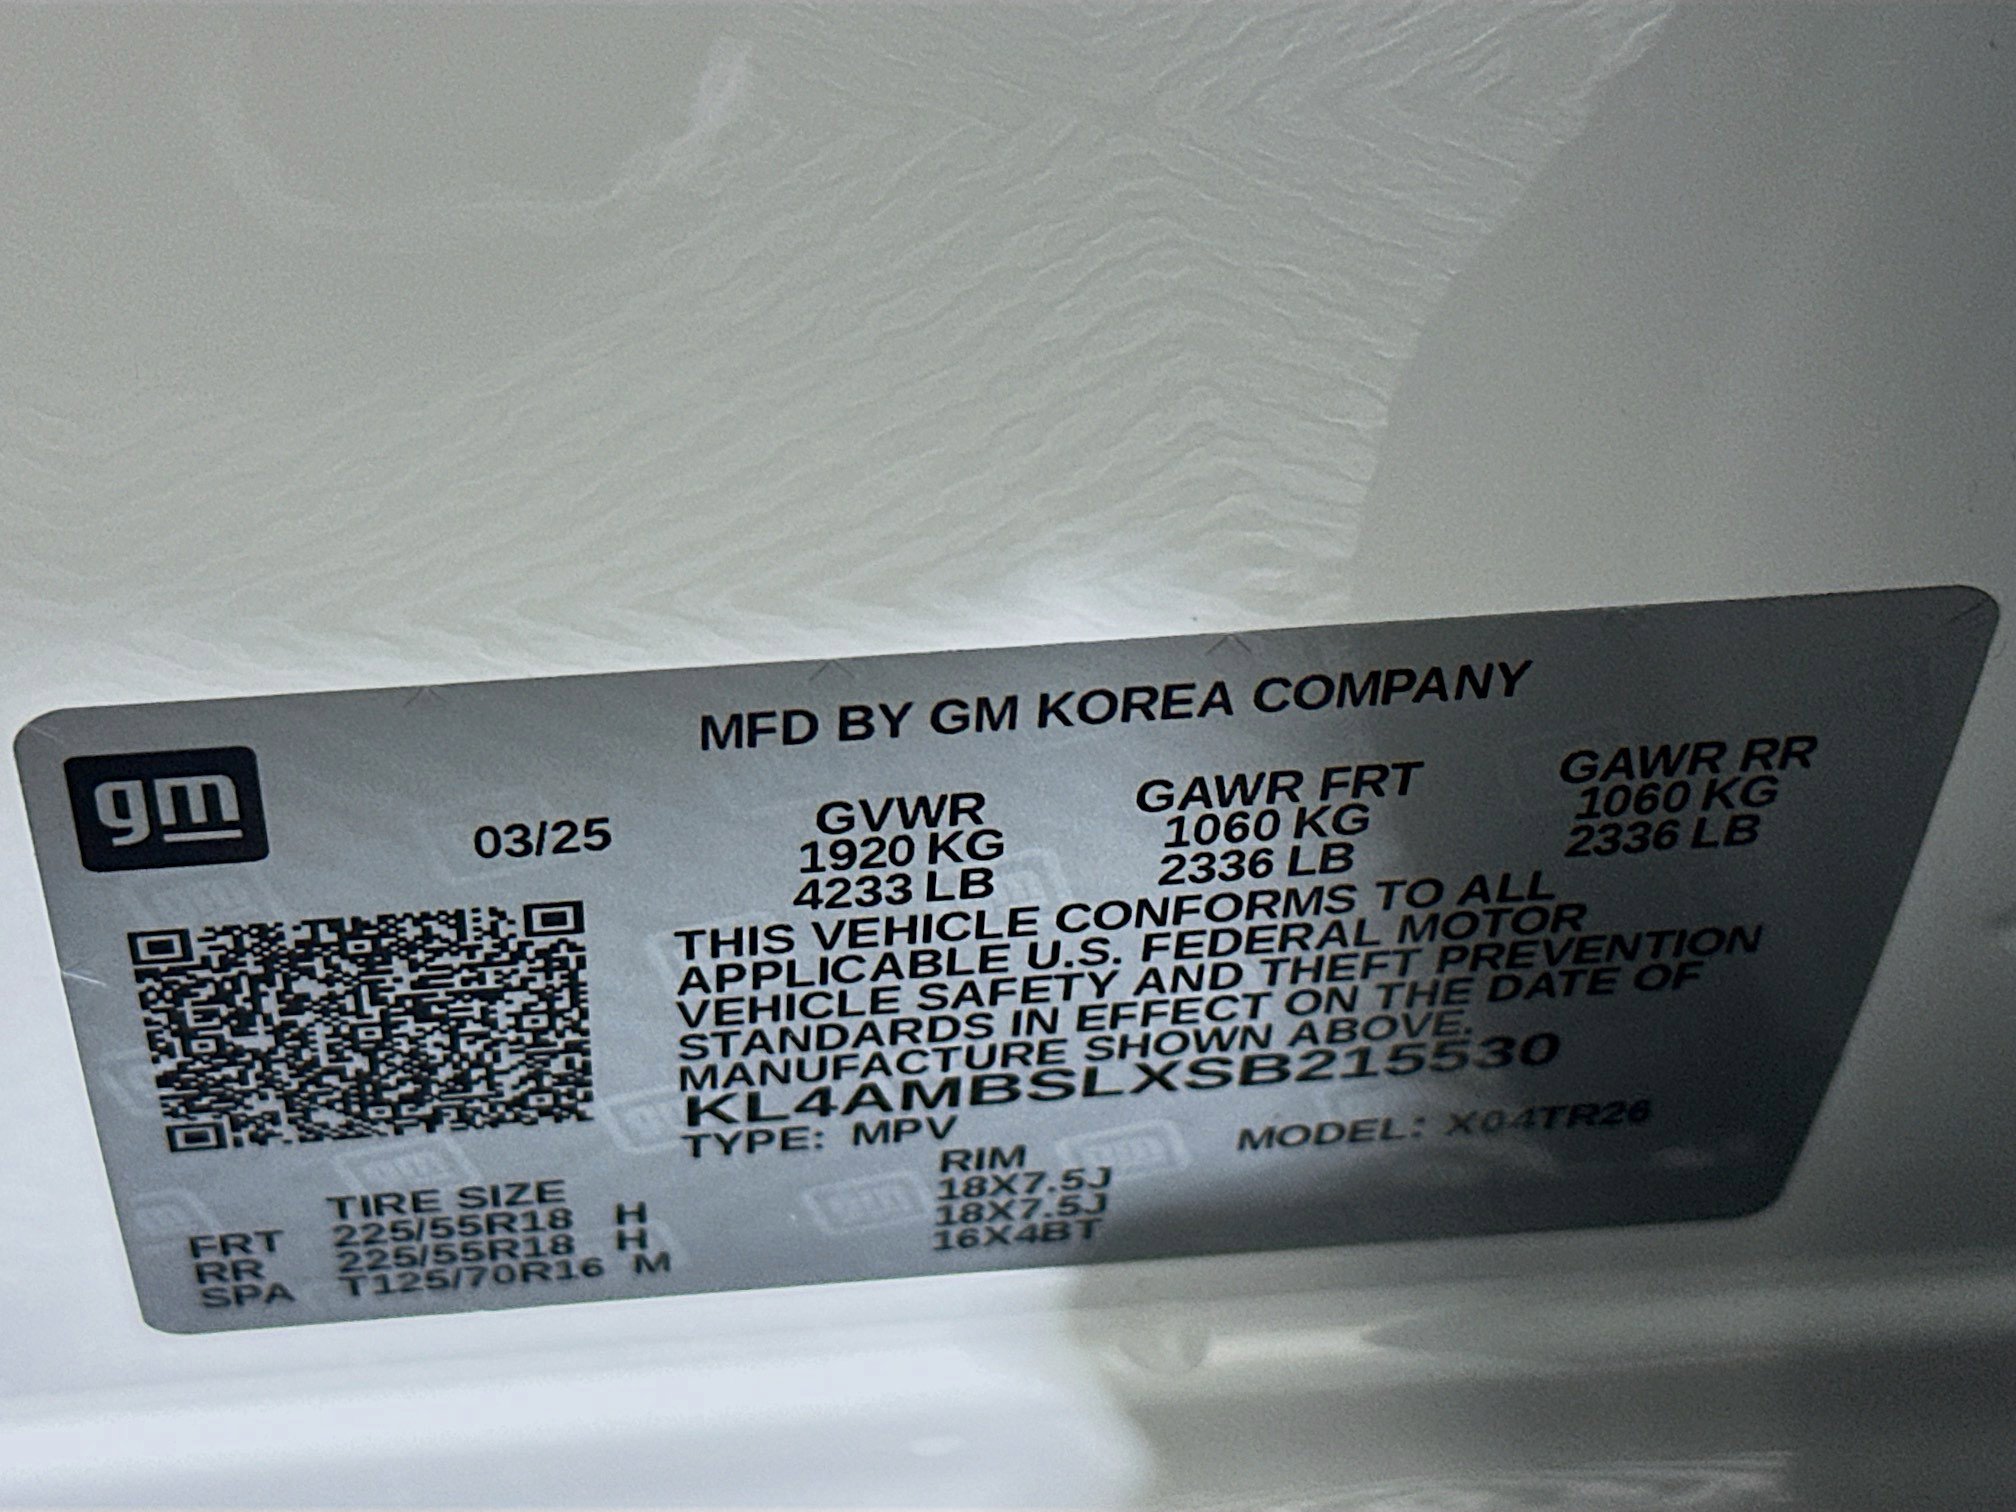 MFD BY GM KOREA COMPANY
gm
03/25
GVWR GAWR FRT GAWR RR
1920 KG 1060 KG 1060 KG
4233 LB 2336 LB 2336 LB
THIS VEHICLE CONFORMS TO ALL
APPLICABLE U.S. FEDERAL MOTOR
VEHICLE SAFETY AND THEFT PREVENTION
STANDARDS IN EFFECT ON THE DATE OF
MANUFACTURE SHOWN ABOVE.
KL4AMBSLXSB215530
TYPE: MPV MODEL: X04TR26
TIRE SIZE RIM
FRT 225/55R18 H 18X7.5J
RR 225/55R18 H 18X7.5J
SPA T125/70R16 M 16X4BT